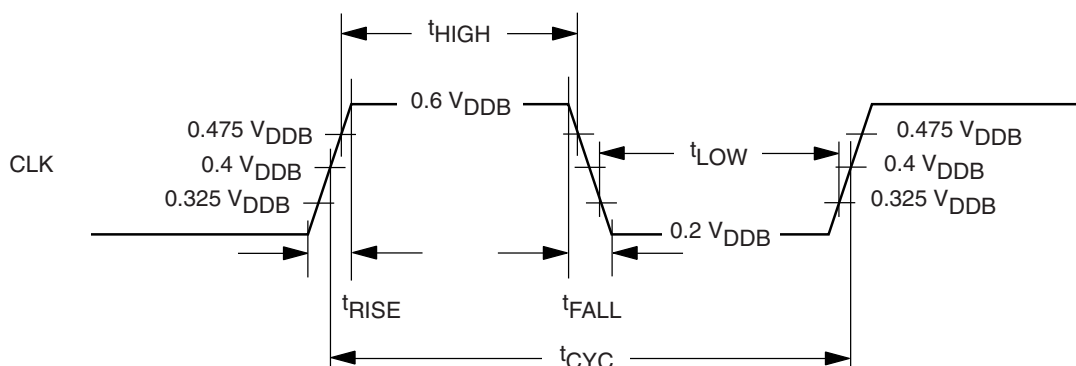 tHIGH
0.6 VDDB
0.475 VDDB
0.475 VDDB
CLK
0.4 VDDB
tLOW
0.4 VDDB
0.325 VDDB
0.325 VDDB
0.2 VDDB
tRISE
tFALL
tCYC